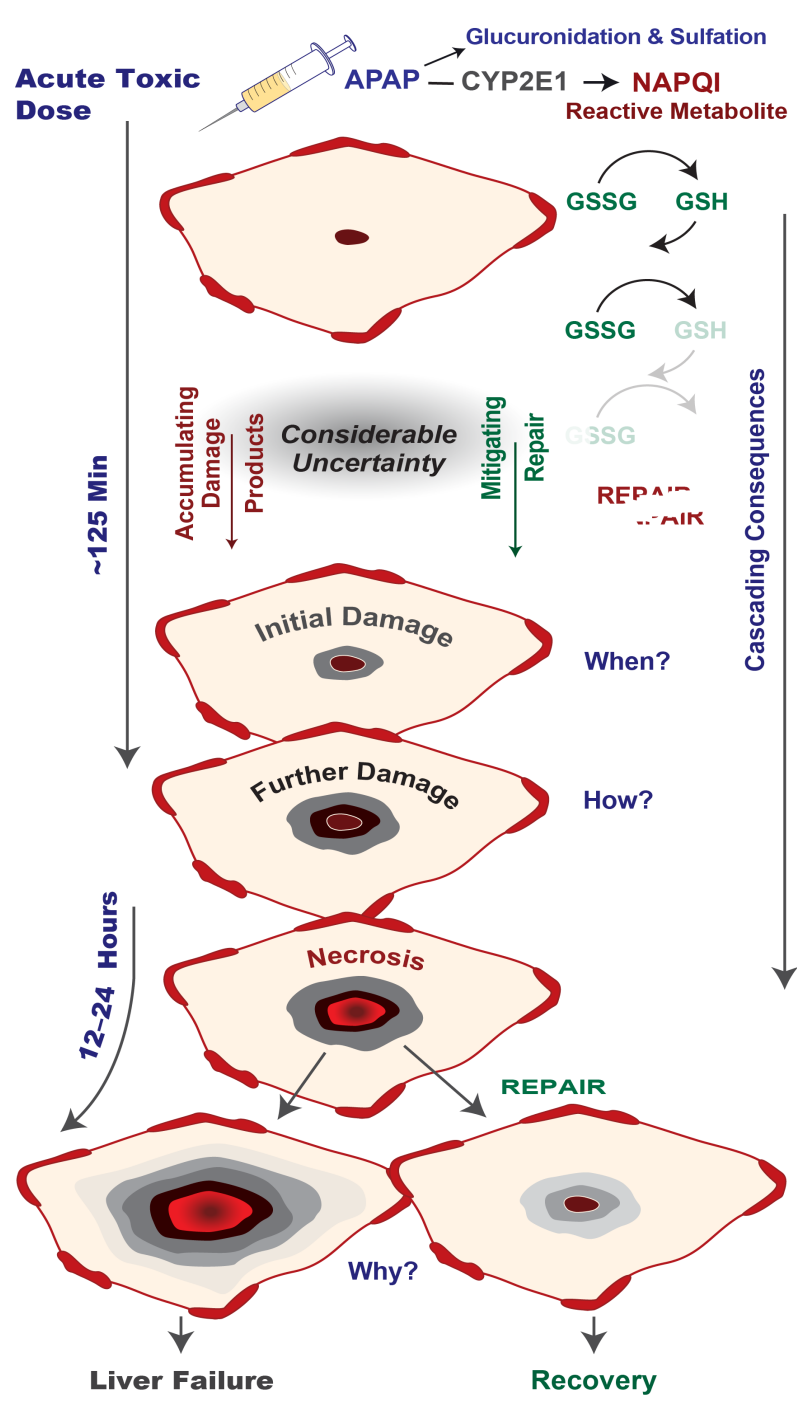 Glucuronidation & Sulfation
Acute Toxic
Dose
APAP
CYP2E1
NAPQI
Reactive Metabolite
GSSG
GSH
GSSG
GSH
GSSG
Accumulating
Damage
Products
Considerable
Uncertainty
Mitigating
Repair
REPAIR
~125 Min
Cascading Consequences
Initial Damage
When?
Further Damage
How?
12–24 Hours
Necrosis
REPAIR
Why?
Liver Failure
Recovery